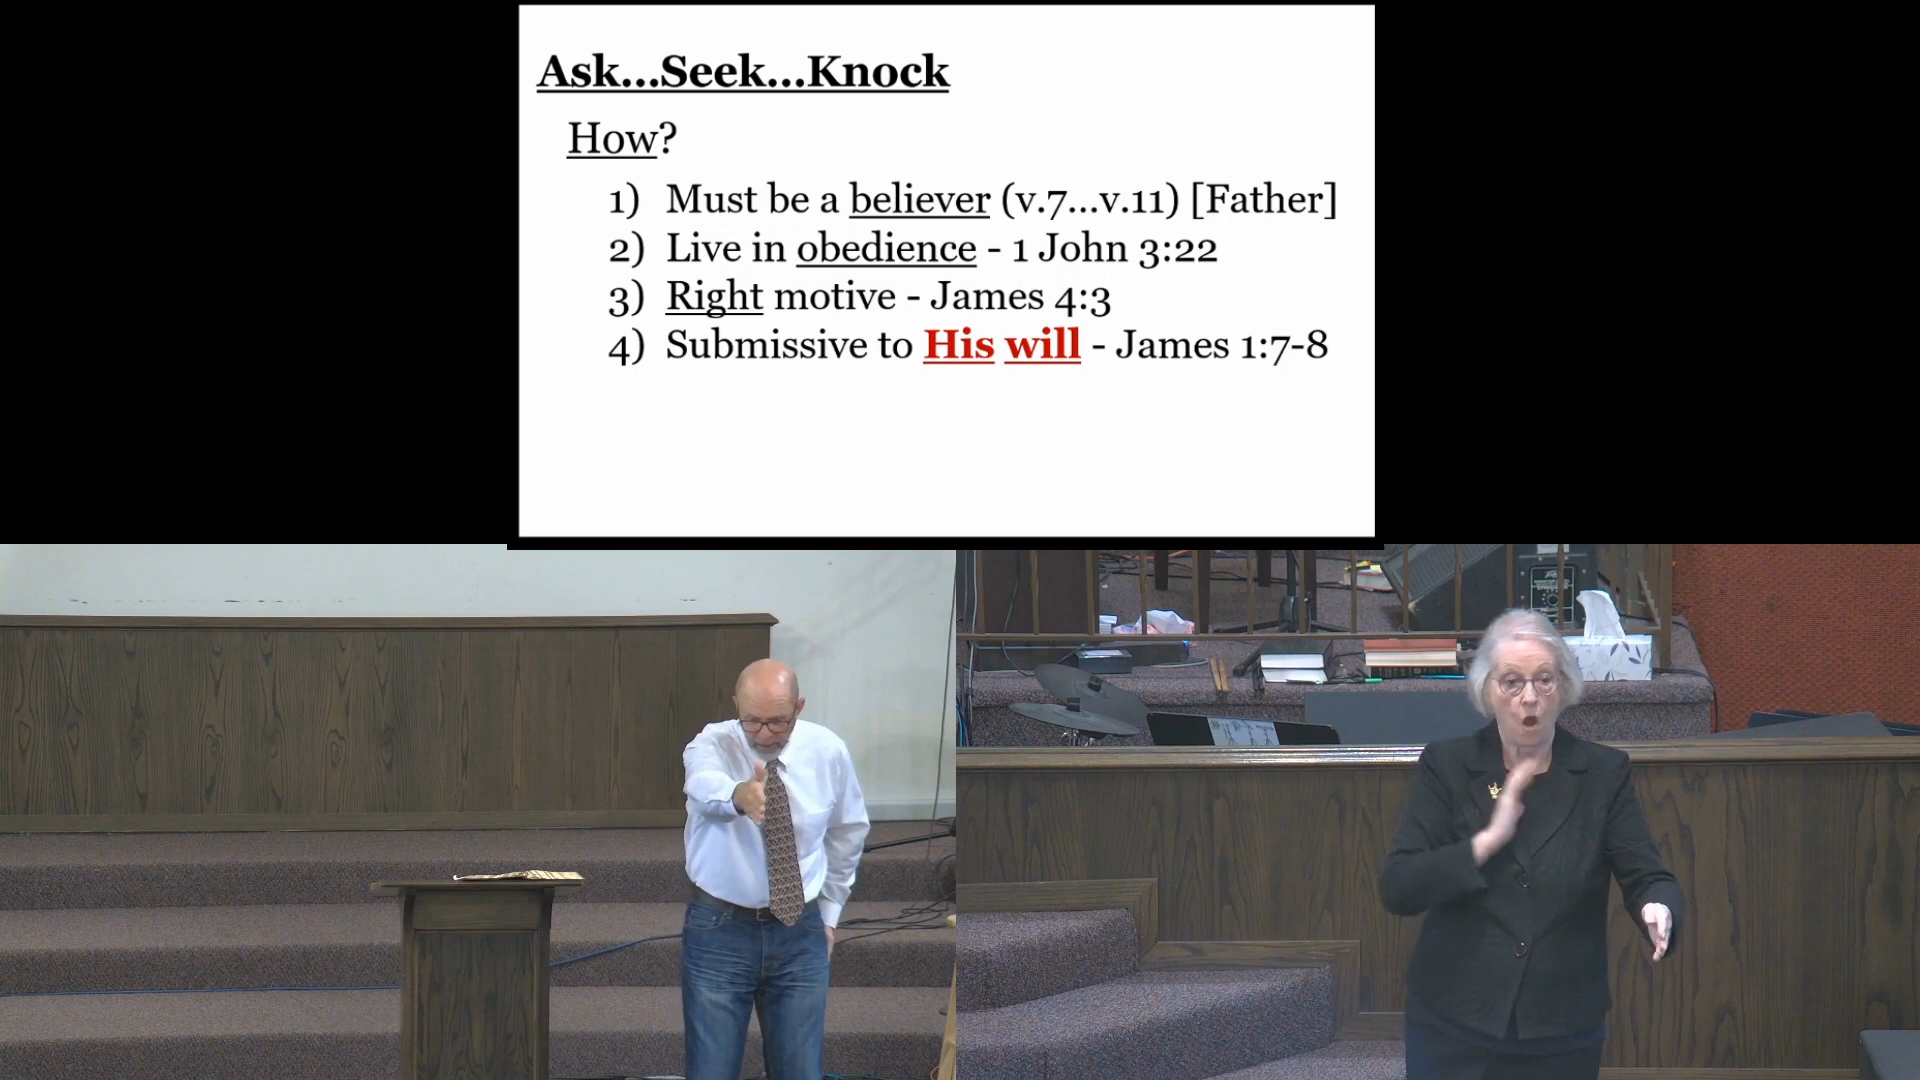 Ask...Seek...Knock
How?
1) Must be a believer (v.7...v.11) [Father]
2) Live in obedience - 1 John 3:22
3) Right motive - James 4:3
4) Submissive to His will - James 1:7-8